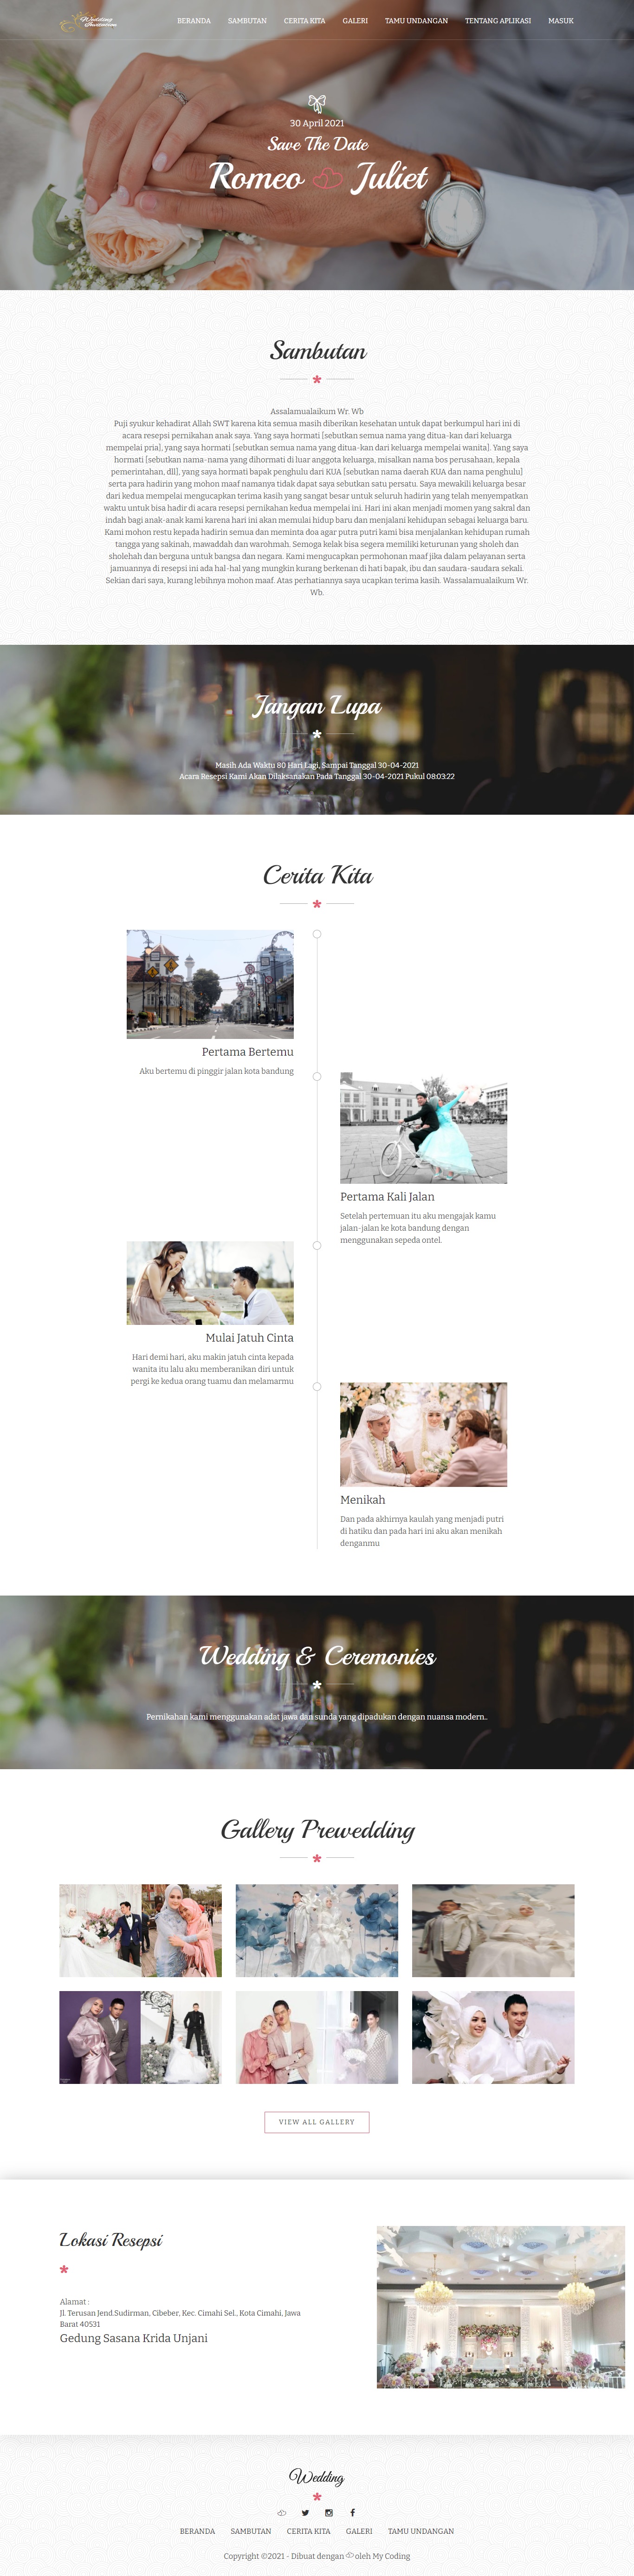 Wedding
Invitation
BERANDA SAMBUTAN CERITA KITA GALERI TAMU UNDANGAN TENTANG APLIKASI MASUK
30 April 2021
Save The Date
Romeo Juliet
Sambutan
Assalamualaikum Wr. Wb
Puji syukur kehadirat Allah SWT karena kita semua masih diberikan kesehatan untuk dapat berkumpul hari ini di
acara resepsi pernikahan anak saya. Yang saya hormati [sebutkan semua nama yang ditua-kan dari keluarga
mempelai pria], yang saya hormati [sebutkan semua nama yang ditua-kan dari keluarga mempelai wanita]. Yang saya
hormati [sebutkan nama-nama yang dihormati di luar anggota keluarga, misalkan nama bos perusahaan, kepala
pemerintahan, dll], yang saya hormati bapak penghulu dari KUA [sebutkan nama daerah KUA dan nama penghulu]
serta para hadirin yang mohon maaf namanya tidak dapat saya sebutkan satu persatu. Saya mewakili keluarga besar
dari kedua mempelai mengucapkan terima kasih yang sangat besar untuk seluruh hadirin yang telah menyempatkan
waktu untuk bisa hadir di acara resepsi pernikahan kedua mempelai ini. Hari ini akan menjadi momen yang sakral dan
indah bagi anak-anak kami karena hari ini akan memulai hidup baru dan menjalani kehidupan sebagai keluarga baru.
Kami mohon restu kepada hadirin semua dan meminta doa agar putra putri kami bisa menjalankan kehidupan rumah
tangga yang sakinah, mawaddah dan warohmah. Semoga kelak bisa segera memiliki keturunan yang sholeh dan
sholehah dan berguna untuk bangsa dan negara. Kami mengucapkan permohonan maaf jika dalam pelayanan serta
jamuannya di resepsi ini ada hal-hal yang mungkin kurang berkenan di hati bapak, ibu dan saudara-saudara sekali.
Sekian dari saya, kurang lebihnya mohon maaf. Atas perhatiannya saya ucapkan terima kasih. Wassalamualaikum Wr.
Wb.
Jangan Lupa
Masih Ada Waktu 80 Hari Lagi, Sampai Tanggal 30-04-2021
Acara Resepsi Kami Akan Dilaksanakan Pada Tanggal 30-04-2021 Pukul 08:03:22
Cerita Kita
Pertama Bertemu
Aku bertemu di pinggir jalan kota bandung
Pertama Kali Jalan
Setelah pertemuan itu aku mengajak kamu
jalan-jalan ke kota bandung dengan
menggunakan sepeda ontel.
Mulai Jatuh Cinta
Hari demi hari, aku makin jatuh cinta kepada
wanita itu lalu aku memberanikan diri untuk
pergi ke kedua orang tuamu dan melamarmu
Menikah
Dan pada akhirnya kaulah yang menjadi putri
di hatiku dan pada hari ini aku akan menikah
denganmu
Wedding & Ceremonies
Pernikahan kami menggunakan adat jawa dan sunda yang dipadukan dengan nuansa modern..
Gallery Prewedding
VIEW ALL GALLERY
Lokasi Resepsi
Alamat :
Jl. Terusan Jend.Sudirman, Cibeber, Kec. Cimahi Sel., Kota Cimahi, Jawa
Barat 40531
Gedung Sasana Krida Unjani
Wedding
BERANDA SAMBUTAN CERITA KITA GALERI TAMU UNDANGAN
Copyright ©2021 - Dibuat dengan oleh My Coding